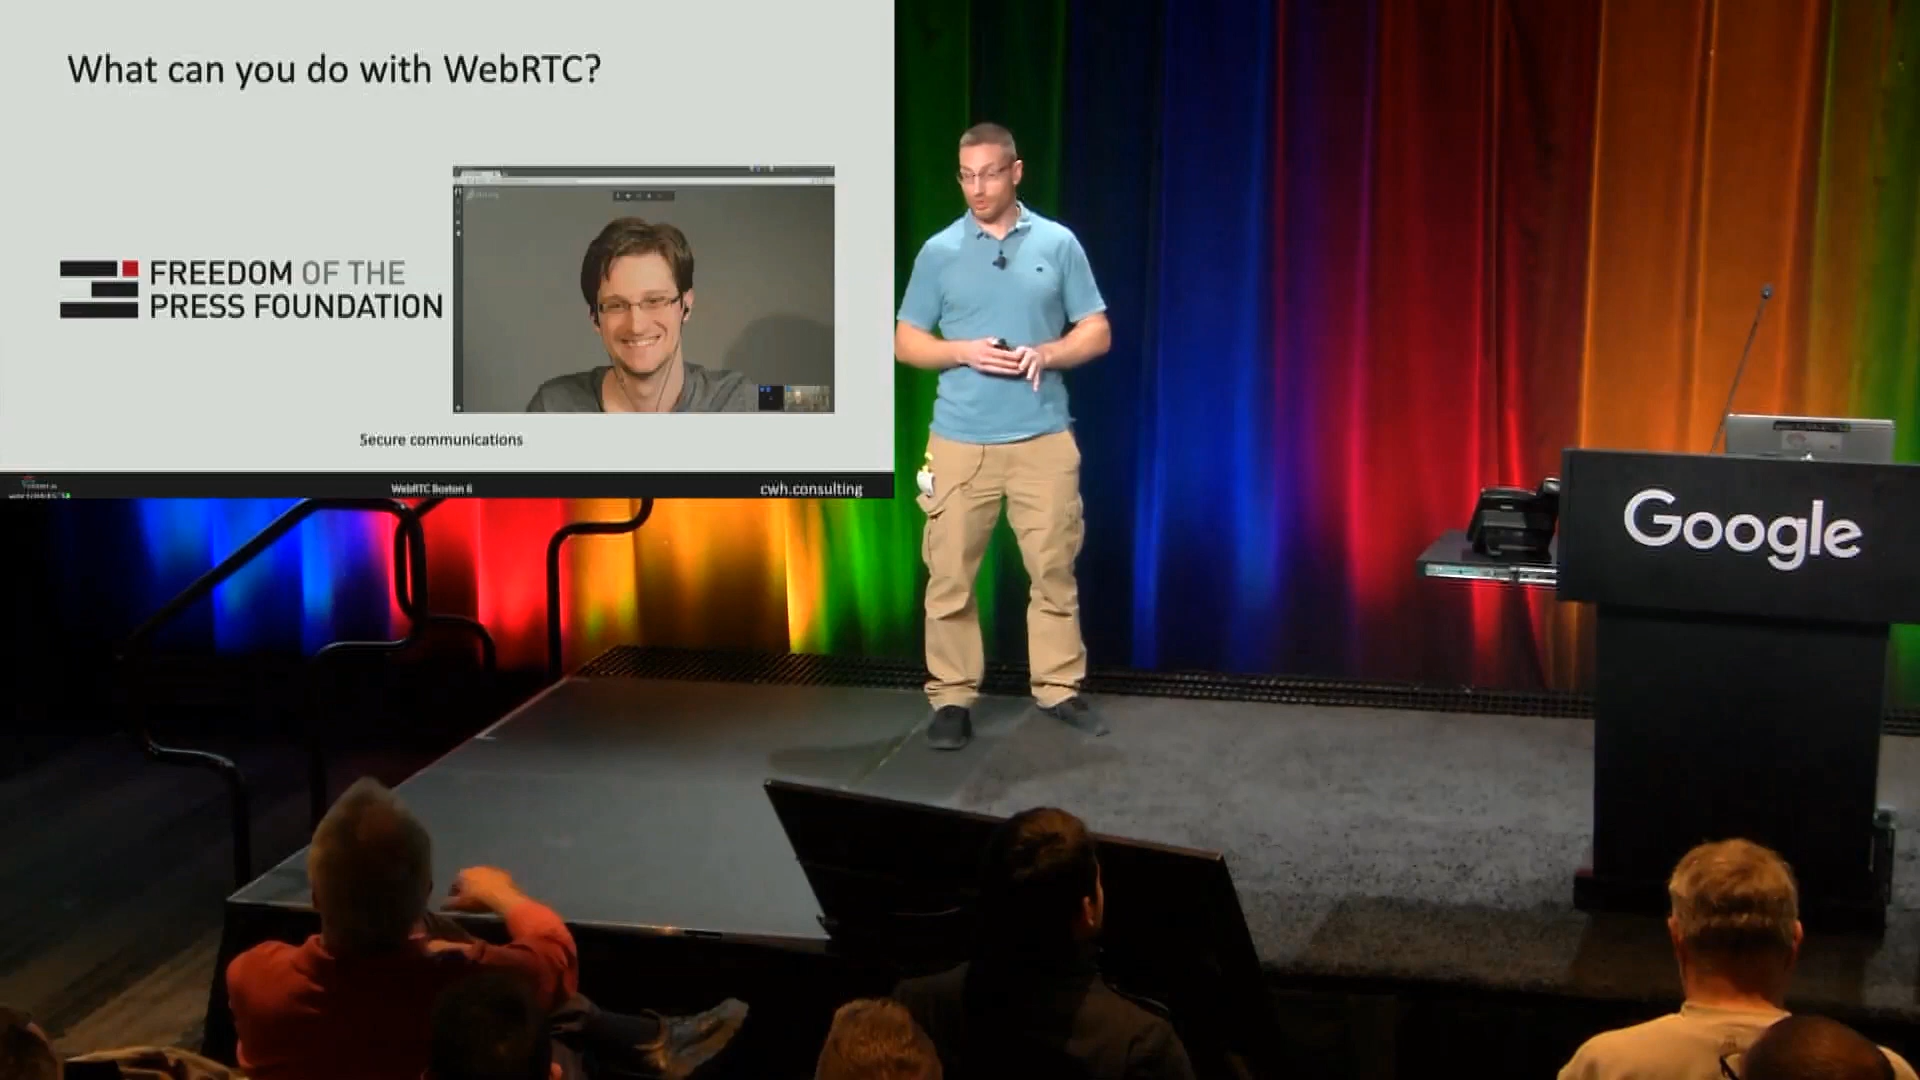 What can you do with WebRTC?
FREEDOM OF THE
PRESS FOUNDATION
Secure communications
WebRTC Boston 6
cwh.consulting
Google